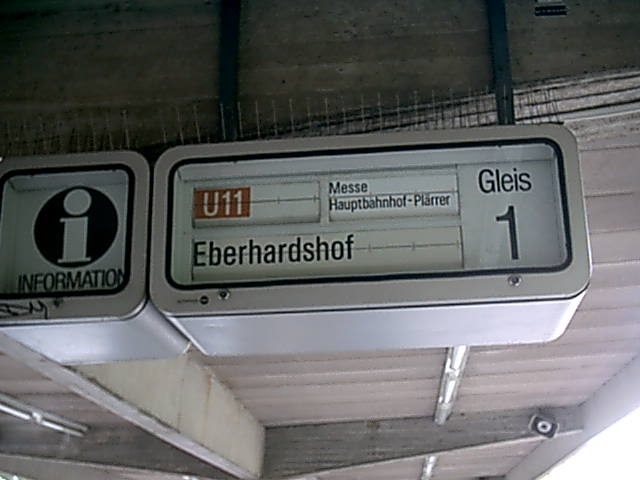 i
INFORMATION
U11
Messe
Hauptbahnhof-Plärrer
Eberhardshof
Gleis
1